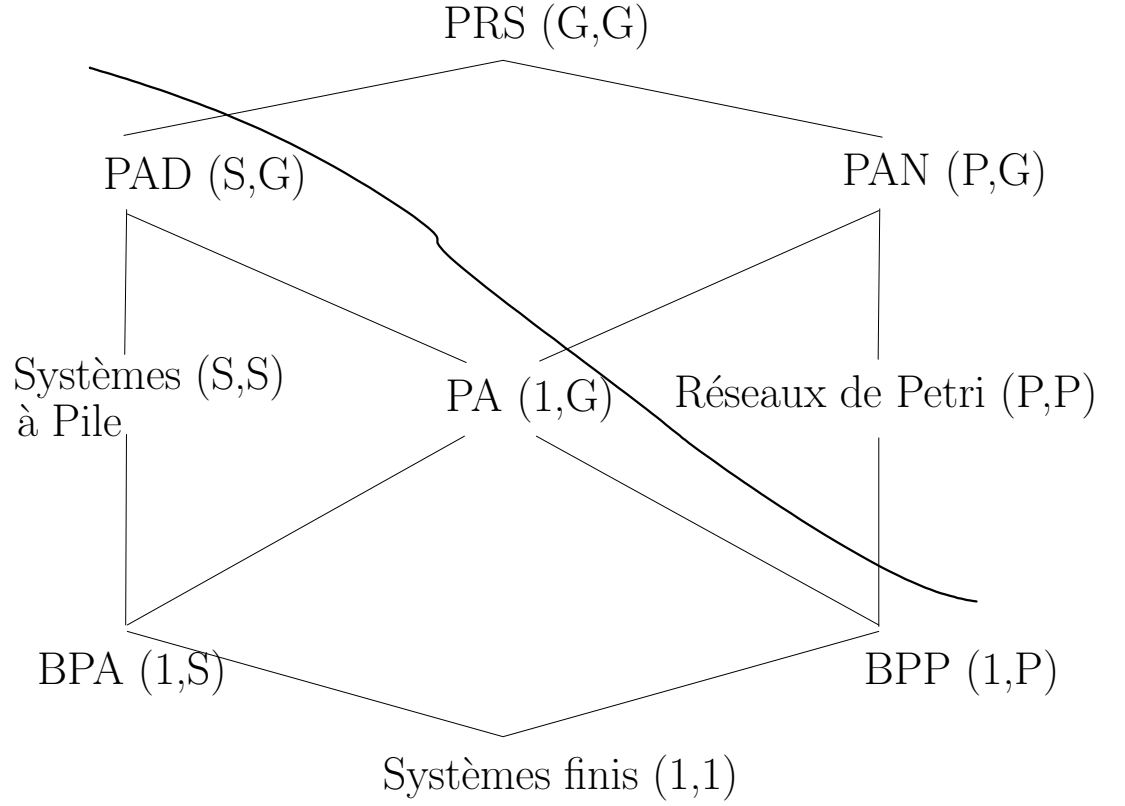 PRS (G,G)
PAD (S,G)
PAN (P,G)
Systèmes (S,S)
à Pile
PA (1,G)
Réseaux de Petri (P,P)
BPA (1,S)
BPP (1,P)
Systèmes finis (1,1)